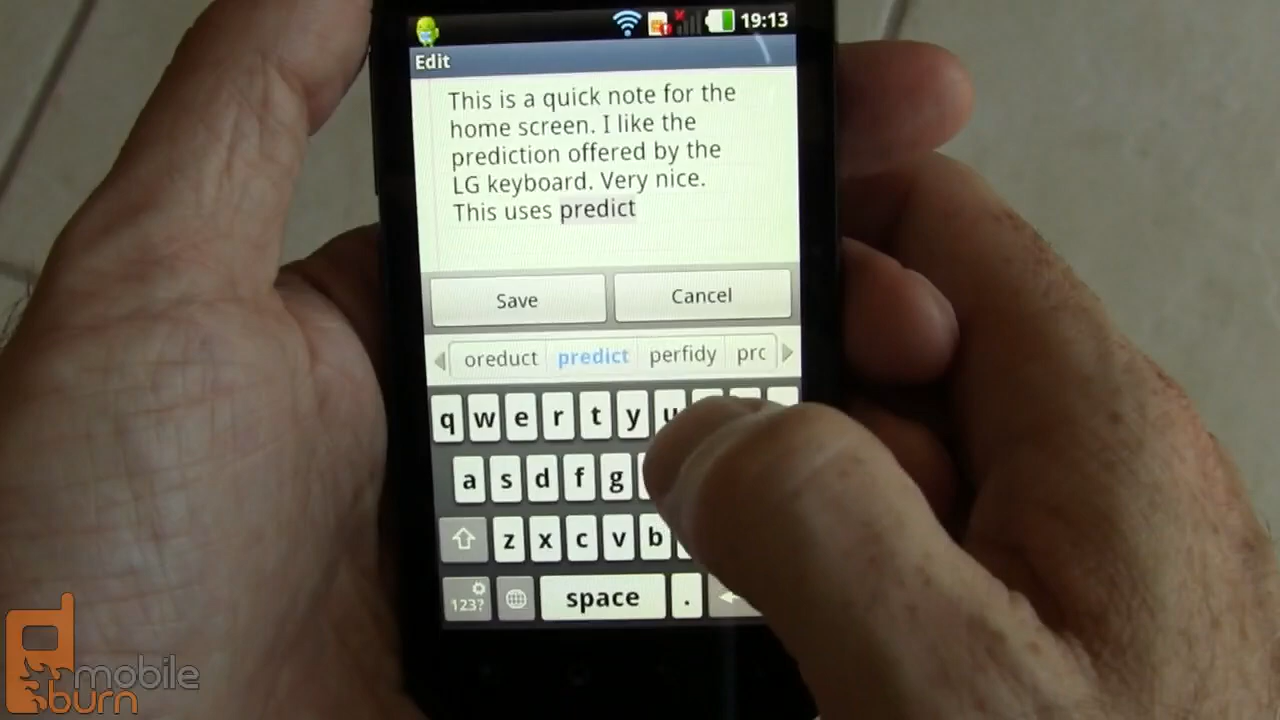 19:13
Edit
This is a quick note for the
home screen. I like the
prediction offered by the
LG keyboard. Very nice.
This uses predict
Save Cancel
oreduct predict perfidy prc
q w e r t y u
a s d f g
z x c v b
123? space .
mobile
burn